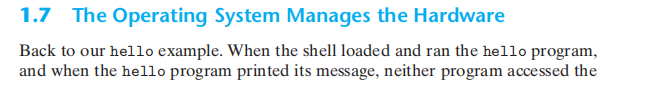 1.7 The Operating System Manages the Hardware
Back to our hello example. When the shell loaded and ran the hello program,
and when the hello program printed its message, neither program accessed the